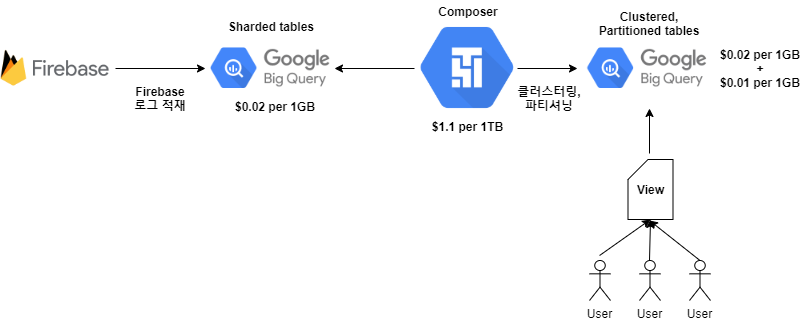 Sharded tables
Composer
Clustered,
Partitioned tables
Firebase
Google
Big Query
Google
Big Query
$0.02 per 1GB
+
$0.01 per 1GB
Firebase
로그 적재
$0.02 per 1GB
$1.1 per 1TB
클러스터링,
파티셔닝
View
User
User
User